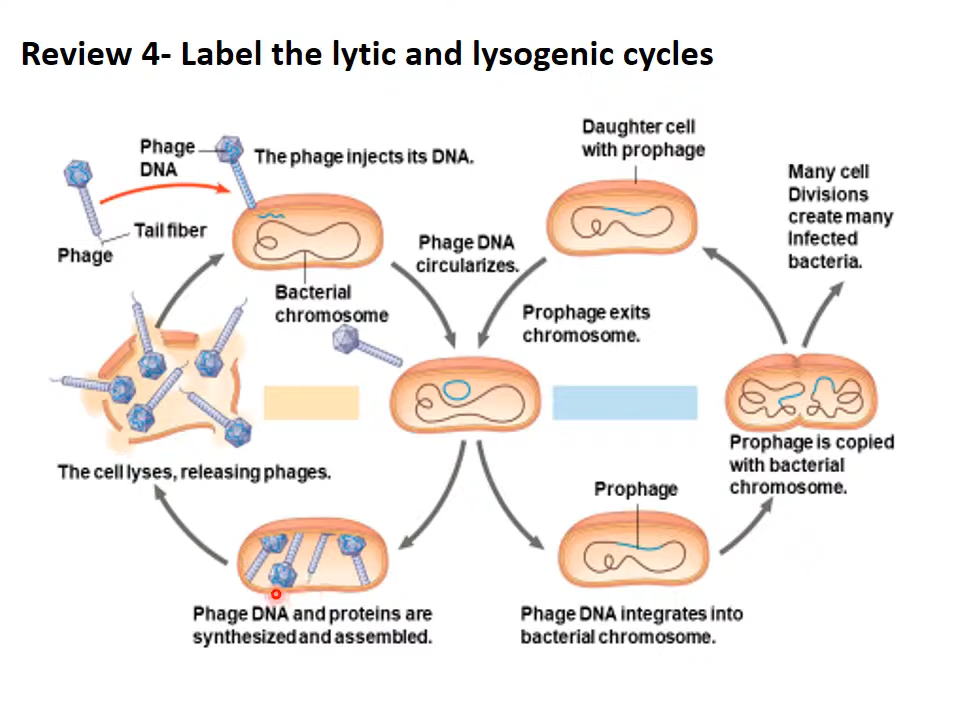 Review 4- Label the lytic and lysogenic cycles
Phage
DNA
The phage injects its DNA.
Tail fiber
Phage
Bacterial
chromosome
Phage DNA
circularizes.
Daughter cell
with prophage
Prophage exits
chromosome.
Many cell
Divisions
create many
Infected
bacteria.
The cell lyses, releasing phages.
Prophage is copied
with bacterial
chromosome.
Prophage
Phage DNA and proteins are
synthesized and assembled.
Phage DNA integrates into
bacterial chromosome.